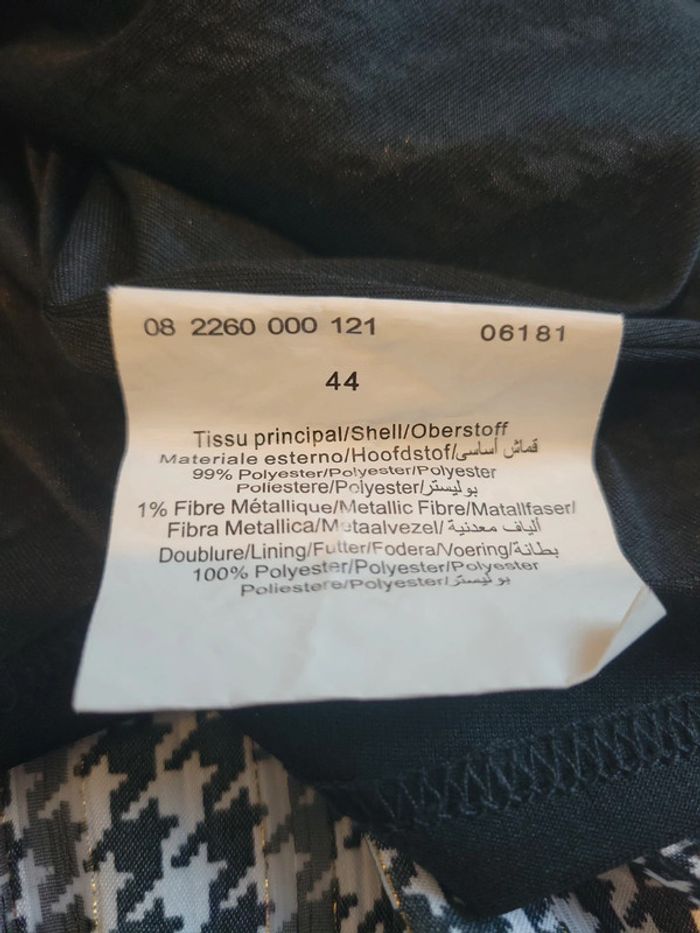 08 2260 000 121 06181
44
Tissu principal/Shell/Oberstoff
Materiale esterno/Hoofdstof/قماش أساسي
99% Polyester/Polyester/Polyester
Poliestere/Polyester/بوليستر
1% Fibre Métallique/Metallic Fibre/Matallfaser/
Fibra Metallica/Metaalvezel/ألياف معدنية
Doublure/Lining/Futter/Fodera/Voering/بطانة
100% Polyester/Polyester/Polyester
Poliestere/Polyester/بوليستر